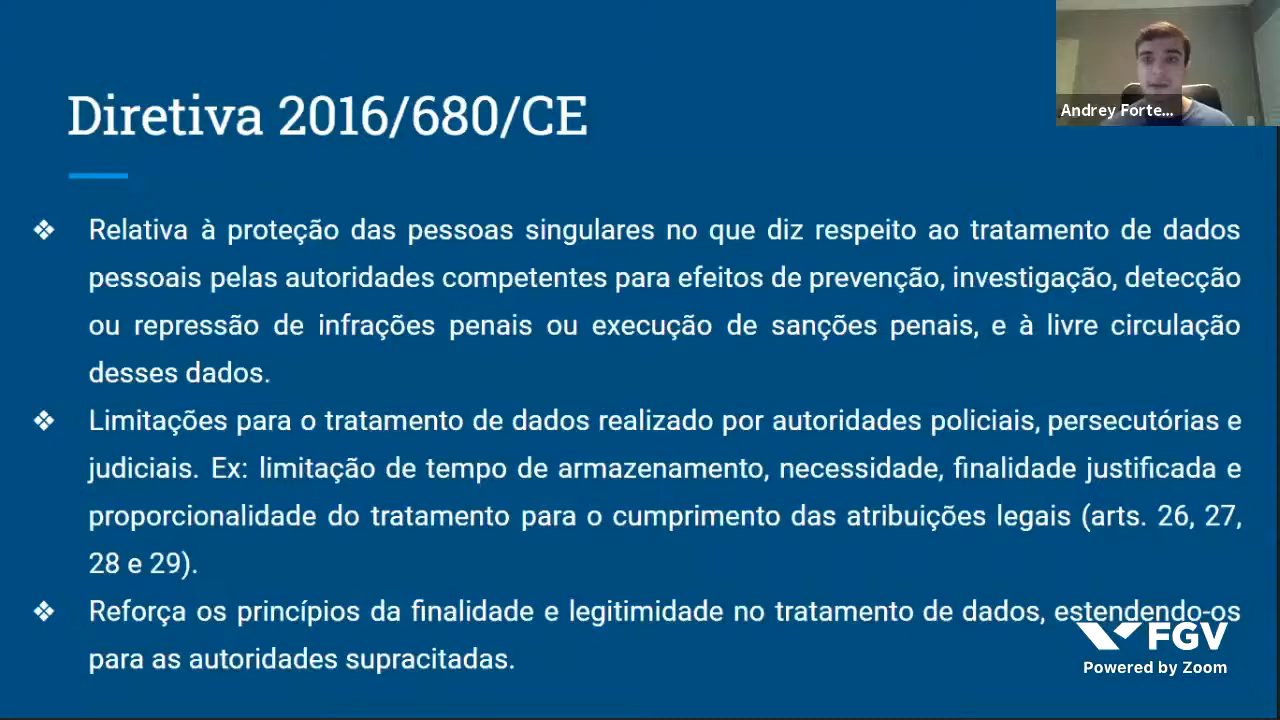 Diretiva 2016/680/CE
Andrey Forte...
❖ Relativa à proteção das pessoas singulares no que diz respeito ao tratamento de dados
pessoais pelas autoridades competentes para efeitos de prevenção, investigação, detecção
ou repressão de infrações penais ou execução de sanções penais, e à livre circulação
desses dados.
❖ Limitações para o tratamento de dados realizado por autoridades policiais, persecutórias e
judiciais. Ex: limitação de tempo de armazenamento, necessidade, finalidade justificada e
proporcionalidade do tratamento para o cumprimento das atribuições legais (arts. 26, 27,
28 e 29).
❖ Reforça os princípios da finalidade e legitimidade no tratamento de dados, estendendo-os
para as autoridades supracitadas.
FGV
Powered by Zoom